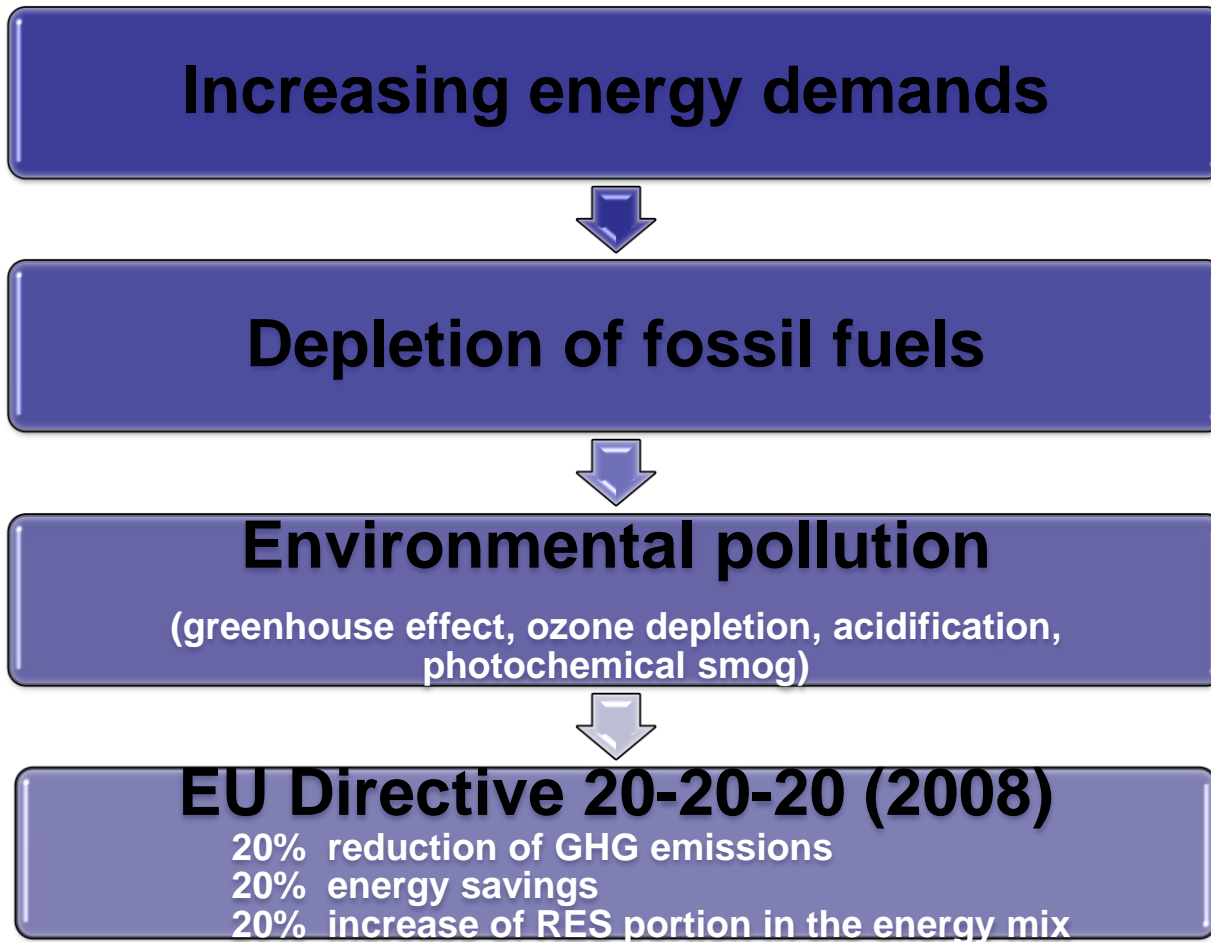 Increasing energy demands
Depletion of fossil fuels
Environmental pollution
(greenhouse effect, ozone depletion, acidification,
photochemical smog)
EU Directive 20-20-20 (2008)
20% reduction of GHG emissions
20% energy savings
20% increase of RES portion in the energy mix